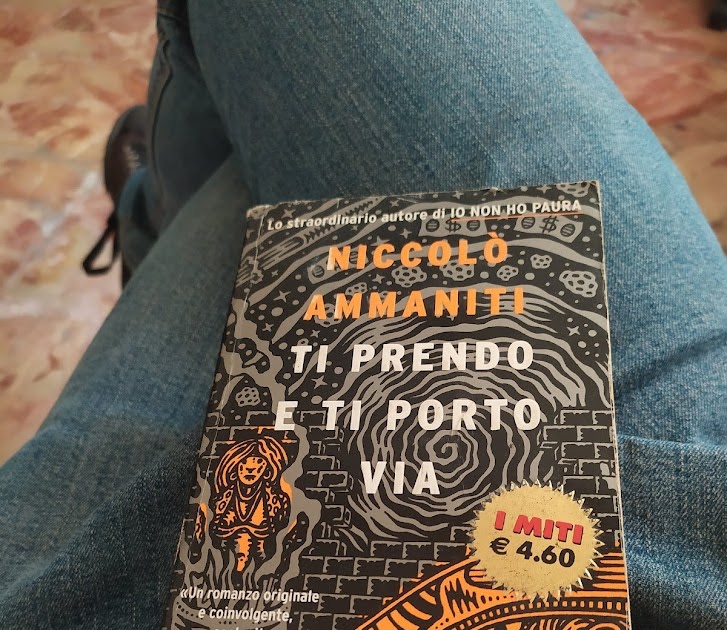 Lo straordinario autore di IO NON HO PAURA
NICCOLÒ
AMMANITI
TI PRENDO
E TI PORTO
VIA
I MITI
€ 4.60
«Un romanzo originale
e coinvolgente,